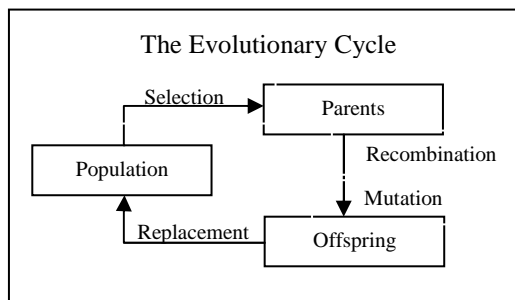 The Evolutionary Cycle
Selection
Parents
Recombination
Population
Mutation
Replacement
Offspring